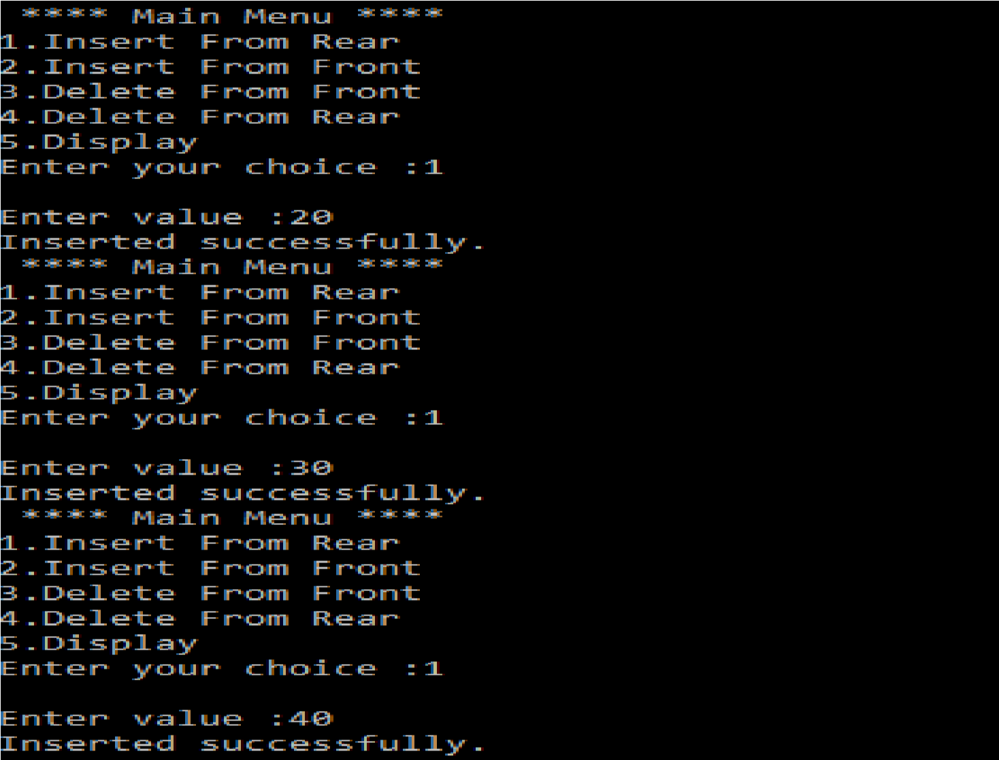 **** Main Menu ****
1.Insert From Rear
2.Insert From Front
3.Delete From Front
4.Delete From Rear
5.Display
Enter your choice :1
Enter value :20
Inserted successfully.
**** Main Menu ****
1.Insert From Rear
2.Insert From Front
3.Delete From Front
4.Delete From Rear
5.Display
Enter your choice :1
Enter value :30
Inserted successfully.
**** Main Menu ****
1.Insert From Rear
2.Insert From Front
3.Delete From Front
4.Delete From Rear
5.Display
Enter your choice :1
Enter value :40
Inserted successfully.